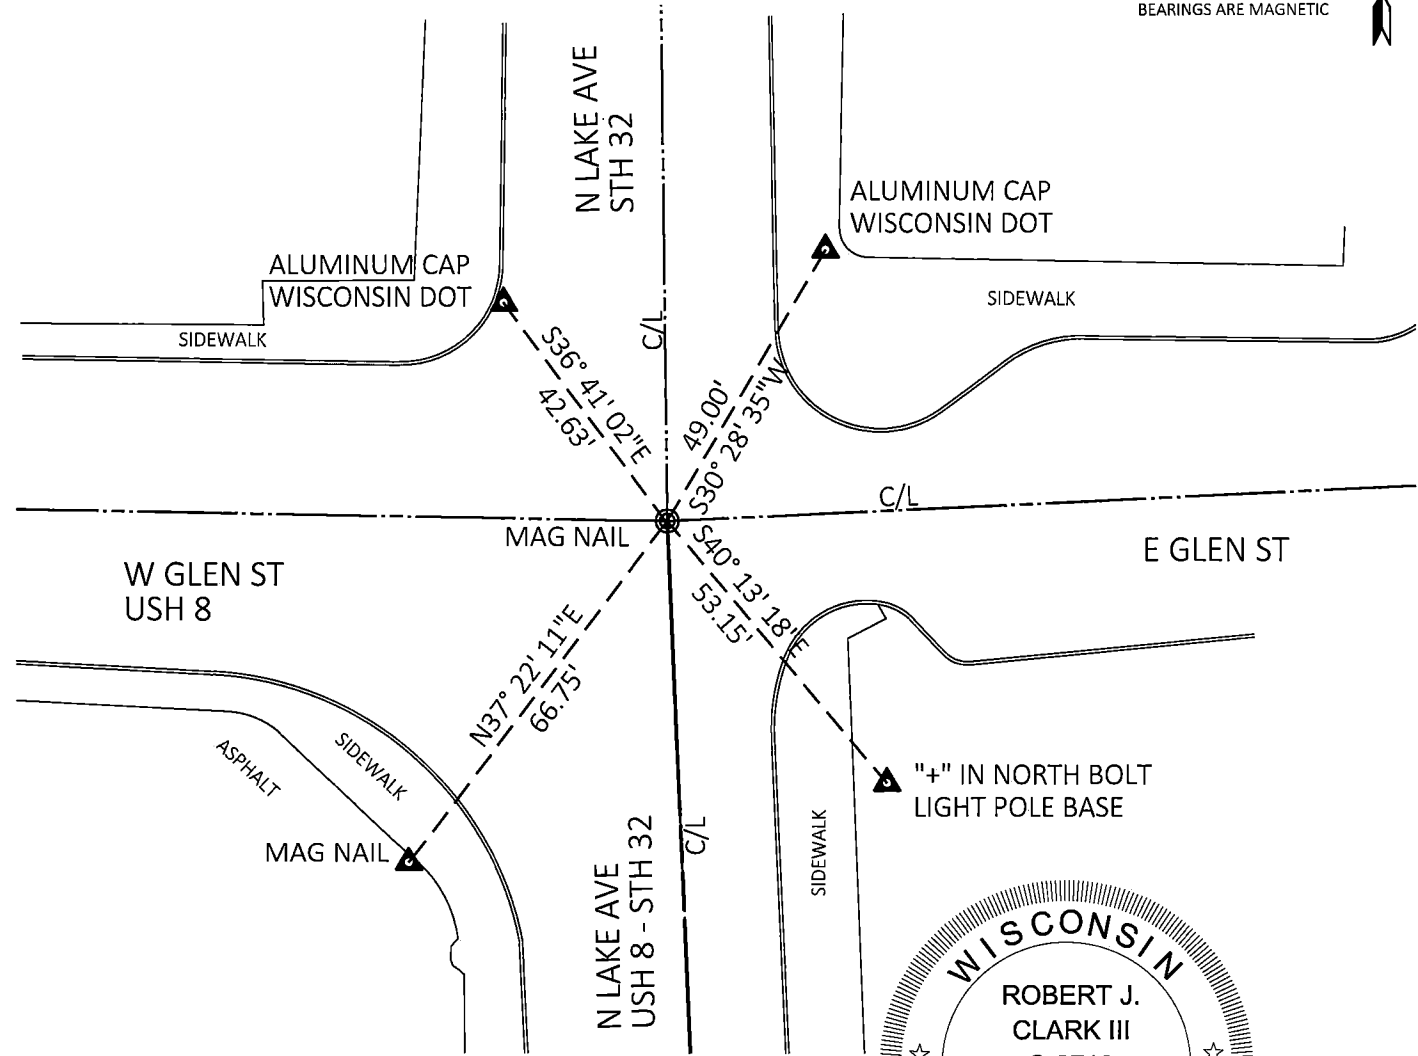 BEARINGS ARE MAGNETIC
N LAKE AVE
STH 32
ALUMINUM CAP
WISCONSIN DOT
ALUMINUM CAP
WISCONSIN DOT
SIDEWALK
SIDEWALK
C/L
S36° 41' 02"E
42.63'
49.00'
S30° 28' 35"W
C/L
MAG NAIL
E GLEN ST
W GLEN ST
USH 8
S40° 13' 18"E
53.15'
N37° 22' 11"E
66.75'
SIDEWALK
ASPHALT
MAG NAIL
"+" IN NORTH BOLT
LIGHT POLE BASE
C/L
SIDEWALK
N LAKE AVE
USH 8 - STH 32
WISCONSIN
ROBERT J.
CLARK III